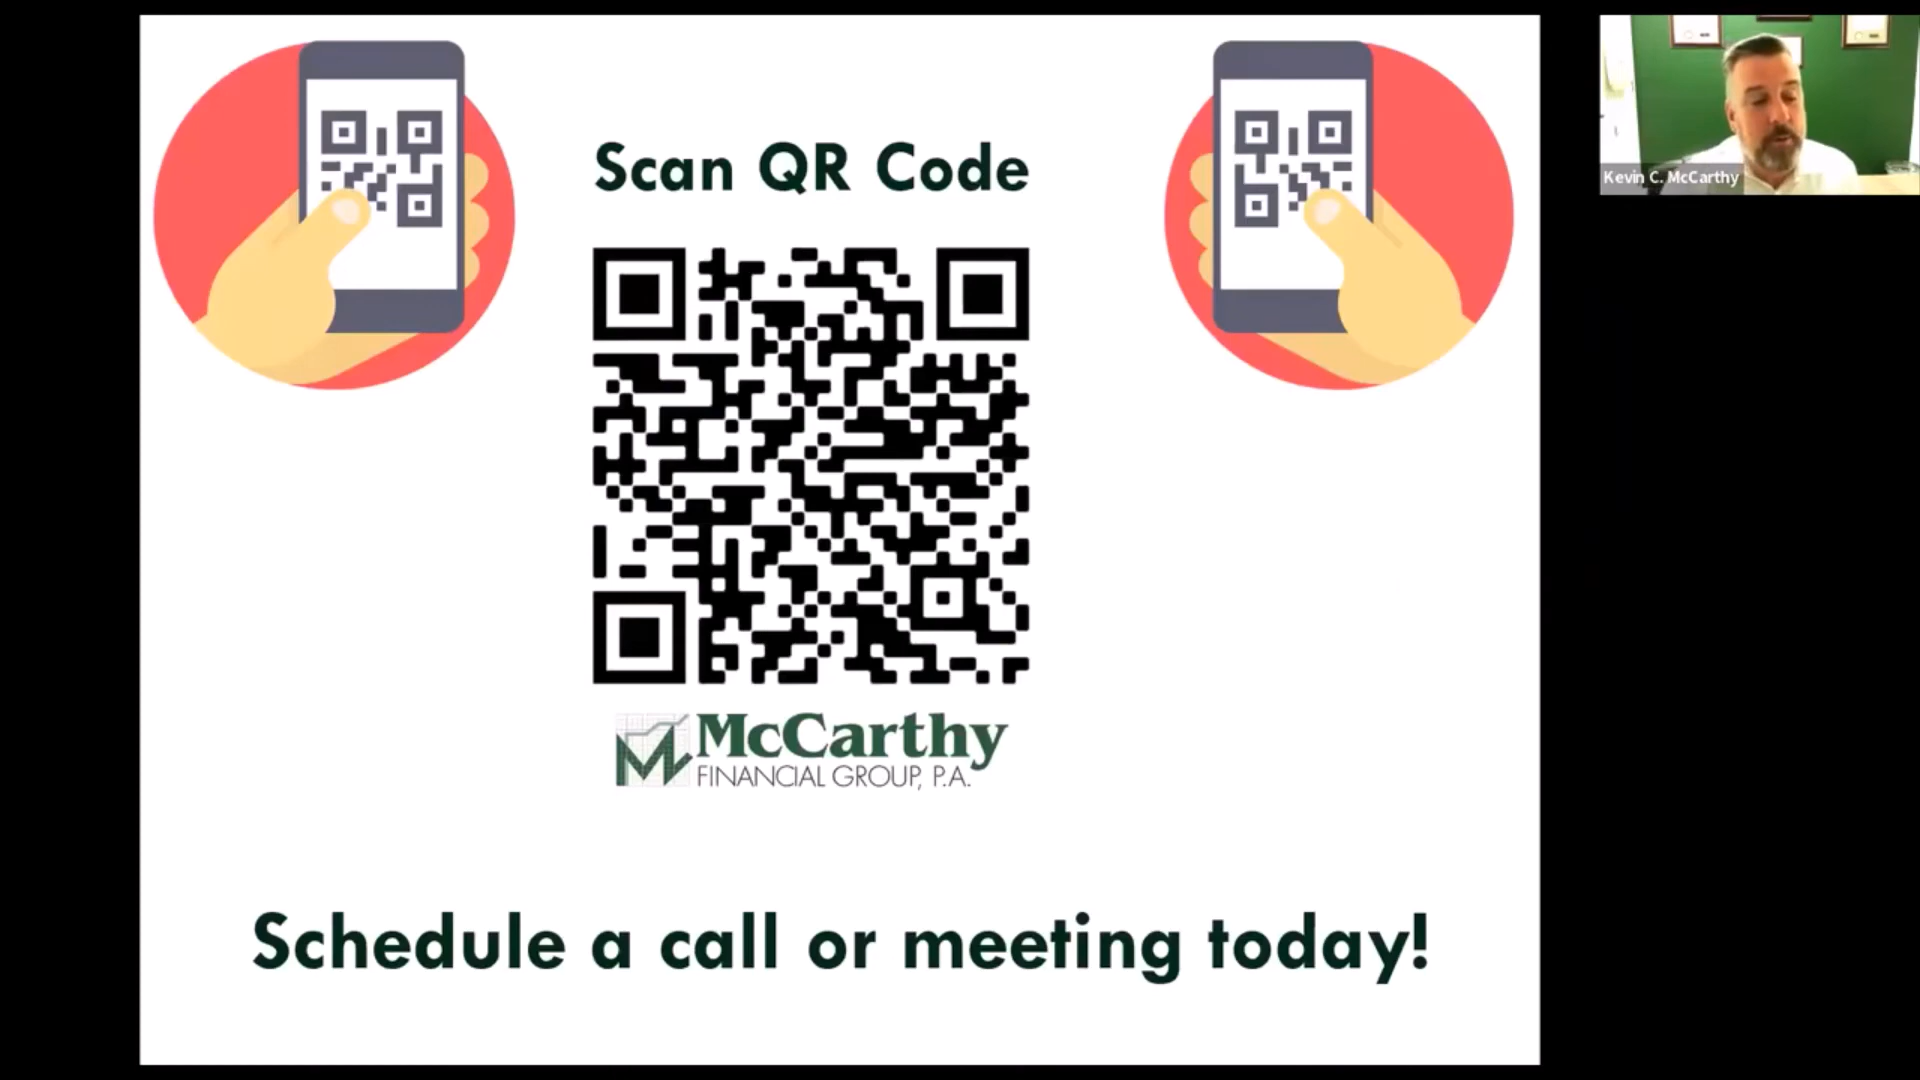 Scan QR Code
Kevin C. McCarthy
McCarthy
FINANCIAL GROUP, P.A.
Schedule a call or meeting today!